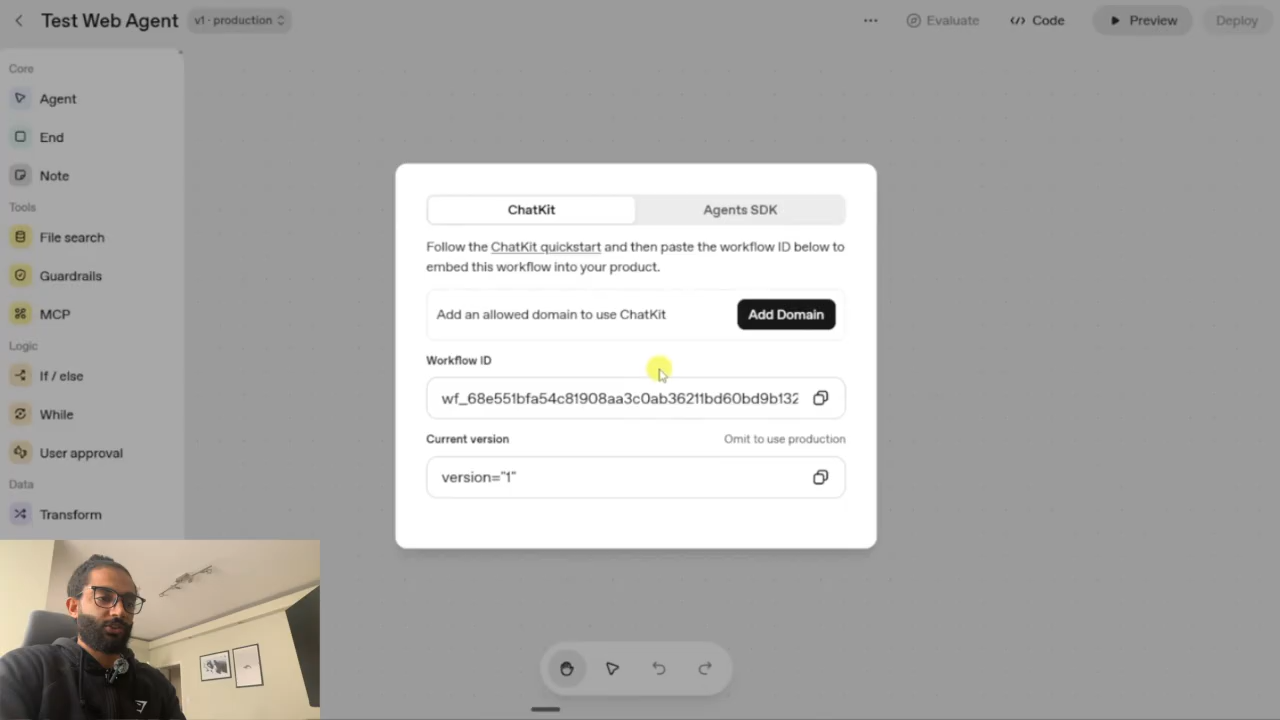 Test Web Agent
v1 · production
Evaluate
Code
Preview
Deploy
Core
Agent
End
Note
Tools
File search
Guardrails
MCP
Logic
If / else
While
User approval
Data
Transform
ChatKit
Agents SDK
Follow the ChatKit quickstart and then paste the workflow ID below to
embed this workflow into your product.
Add an allowed domain to use ChatKit
Add Domain
Workflow ID
wf_68e551bfa54c81908aa3c0ab36211bd60bd9b132
Current version
Omit to use production
version="1"